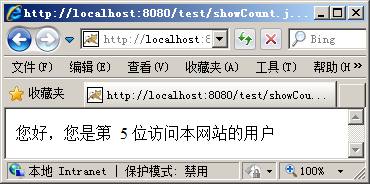 http://localhost:8080/test/showCount.j...
http://localhost:8080 Bing
文件(F) 编辑(E) 查看(V) 收藏夹(A) 工具(T) 帮助(H
收藏夹 http://localhost:8080/test/showCou...
您好，您是第 5 位访问本网站的用户
本地 Intranet | 保护模式: 禁用 100%